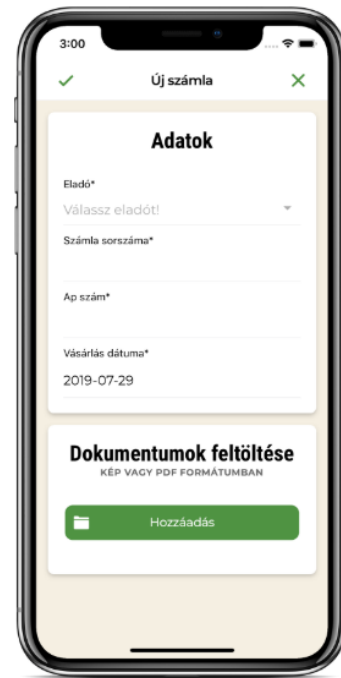 3:00
Új számla
Adatok
Eladó*
Válassz eladót!
Számla sorszáma*
Ap szám*
Vásárlás dátuma*
2019-07-29
Dokumentumok feltöltése
KÉP VAGY PDF FORMÁTUMBAN
Hozzáadás